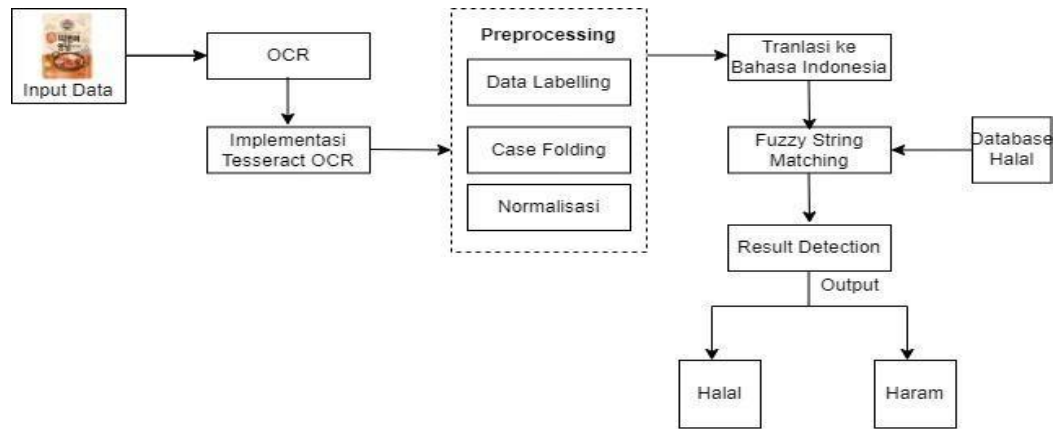 Input Data
OCR
Implementasi
Tesseract OCR
Preprocessing
Data Labelling
Case Folding
Normalisasi
Tranlasi ke
Bahasa Indonesia
Fuzzy String
Matching
Database
Halal
Result Detection
Output
Halal
Haram